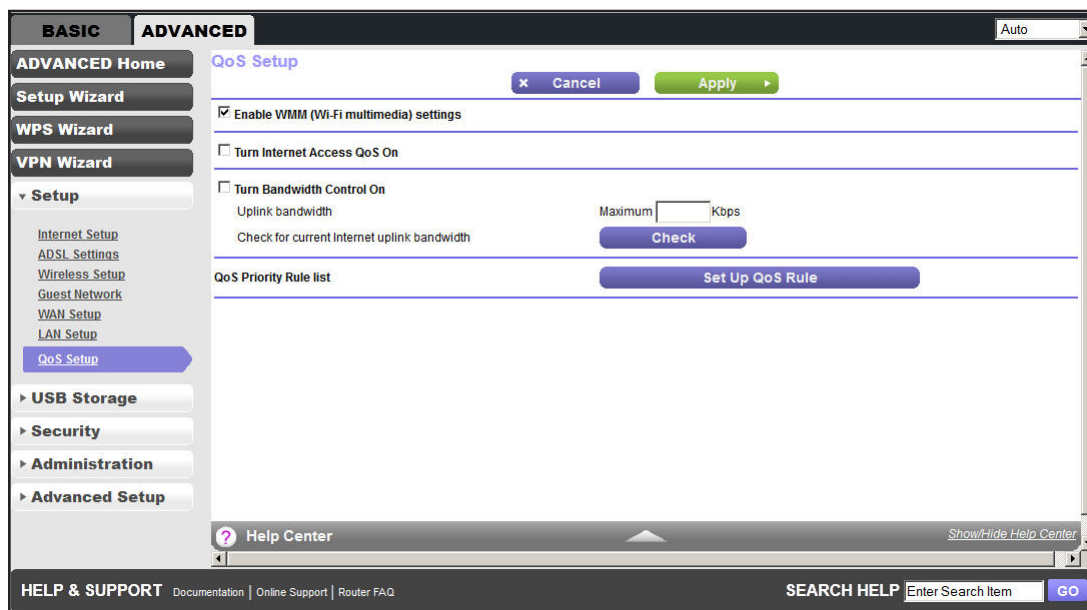 BASIC
ADVANCED
Auto
ADVANCED Home
Setup Wizard
WPS Wizard
VPN Wizard
Setup
Internet Setup
ADSL Settings
Wireless Setup
Guest Network
WAN Setup
LAN Setup
QoS Setup
USB Storage
Security
Administration
Advanced Setup
QoS Setup
x Cancel
Apply
Enable WMM (Wi-Fi multimedia) settings
Turn Internet Access QoS On
Turn Bandwidth Control On
Uplink bandwidth Maximum Kbps
Check for current Internet uplink bandwidth Check
QoS Priority Rule list Set Up QoS Rule
? Help Center
Show/Hide Help Center
HELP & SUPPORT Documentation | Online Support | Router FAQ
SEARCH HELP Enter Search Item GO